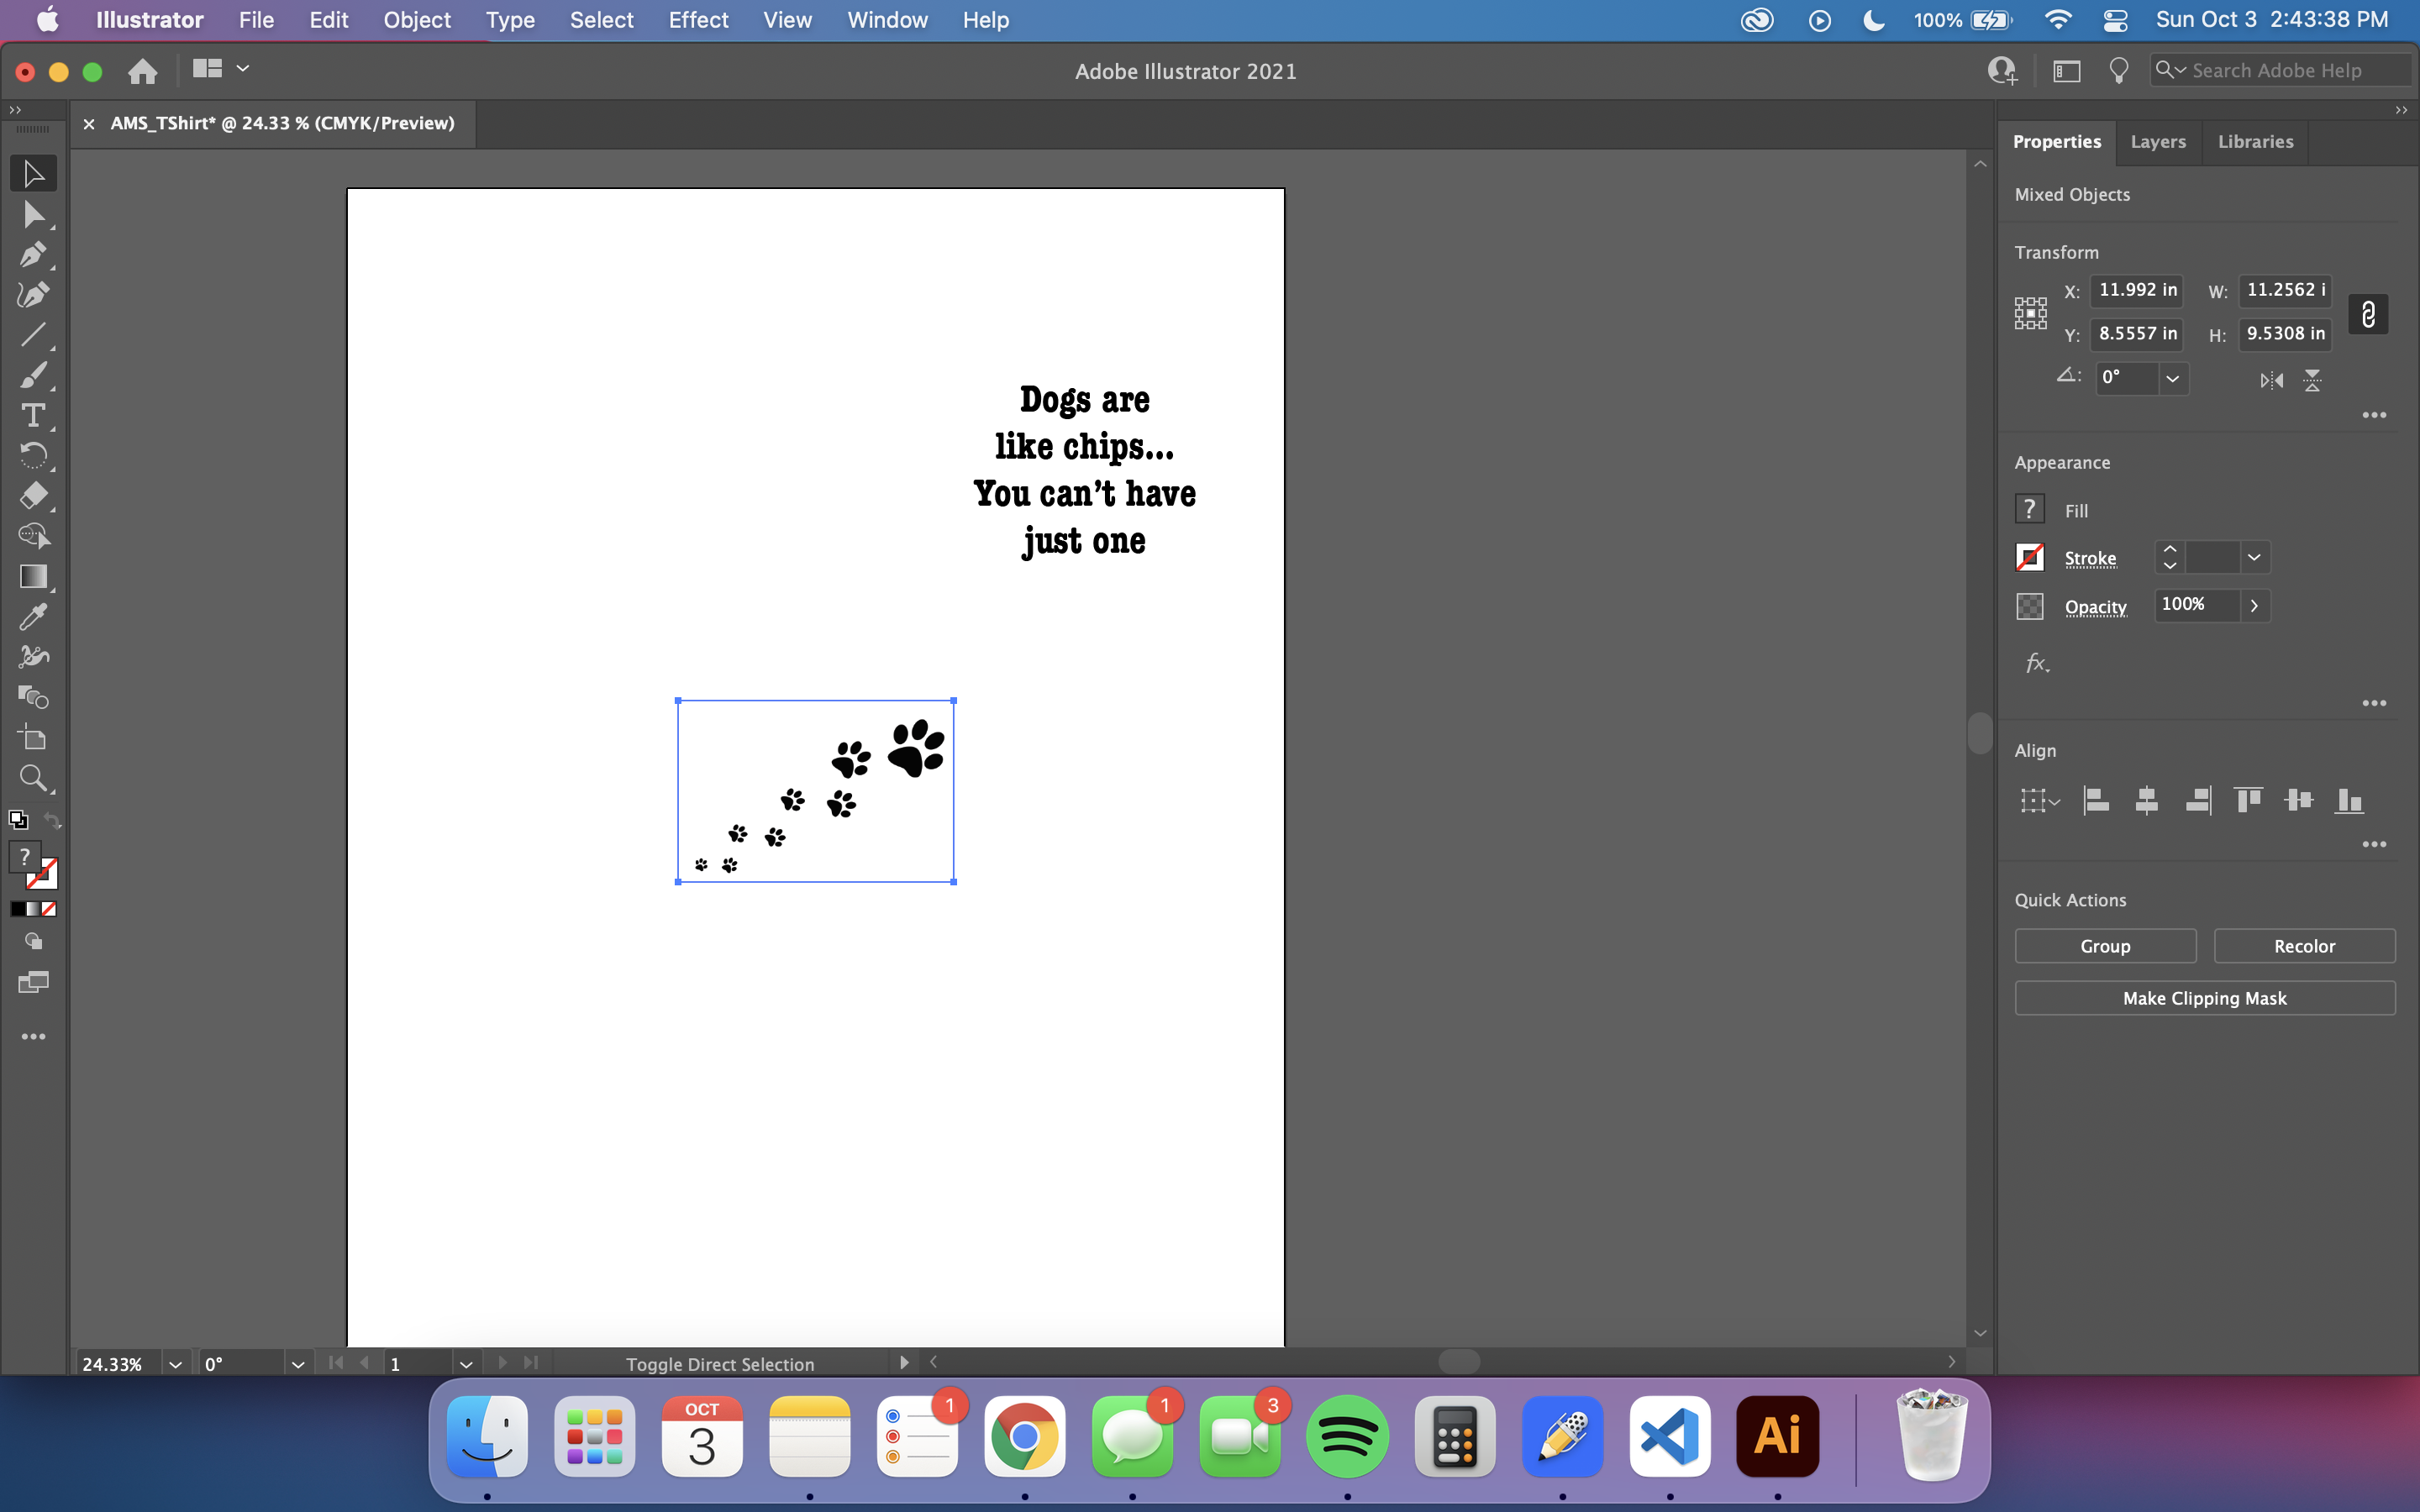 Illustrator File Edit Object Type Select Effect View Window Help 100% Sun Oct 3 2:43:38 PM
Adobe Illustrator 2021 Search Adobe Help
× AMS_TShirt* @ 24.33 % (CMYK/Preview)
Properties Layers Libraries
Mixed Objects
Transform
X: 11.992 in W: 11.2562 i
Y: 8.5557 in H: 9.5308 in
0°
Dogs are
like chips...
You can’t have
just one
Appearance
? Fill
Stroke
Opacity 100%
fx.
Align
Quick Actions
Group Recolor
Make Clipping Mask
T
?
24.33% 0° 1 Toggle Direct Selection
OCT
3
1
1
3
Ai